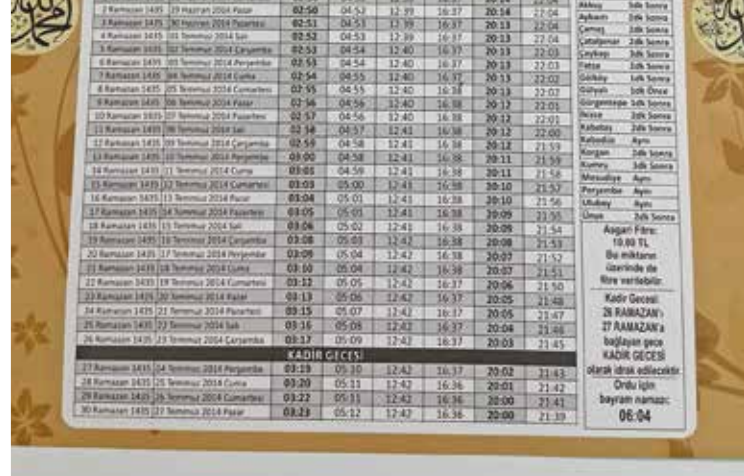 2 Ramazan 1435 29 Haziran 2014 Pazar 02:50 04:52 12:39 16:37 20:14 22:04
3 Ramazan 1435 30 Haziran 2014 Pazartesi 02:51 04:53 12:39 16:37 20:13 22:04
4 Ramazan 1435 01 Temmuz 2014 Salı 02:52 04:53 12:39 16:37 20:13 22:04
5 Ramazan 1435 02 Temmuz 2014 Çarşamba 02:53 04:54 12:40 16:37 20:13 22:03
6 Ramazan 1435 03 Temmuz 2014 Perşembe 02:53 04:54 12:40 16:37 20:13 22:03
7 Ramazan 1435 04 Temmuz 2014 Cuma 02:54 04:55 12:40 16:37 20:13 22:02
8 Ramazan 1435 05 Temmuz 2014 Cumartesi 02:55 04:55 12:40 16:38 20:13 22:02
9 Ramazan 1435 06 Temmuz 2014 Pazar 02:56 04:56 12:40 16:38 20:12 22:01
10 Ramazan 1435 07 Temmuz 2014 Pazartesi 02:57 04:56 12:40 16:38 20:12 22:01
11 Ramazan 1435 08 Temmuz 2014 Salı 02:58 04:57 12:41 16:38 20:12 22:00
12 Ramazan 1435 09 Temmuz 2014 Çarşamba 02:59 04:58 12:41 16:38 20:12 21:59
13 Ramazan 1435 10 Temmuz 2014 Perşembe 03:00 04:58 12:41 16:38 20:11 21:59
14 Ramazan 1435 11 Temmuz 2014 Cuma 03:01 04:59 12:41 16:38 20:11 21:58
15 Ramazan 1435 12 Temmuz 2014 Cumartesi 03:03 05:00 12:41 16:38 20:10 21:57
16 Ramazan 1435 13 Temmuz 2014 Pazar 03:04 05:01 12:41 16:38 20:10 21:56
17 Ramazan 1435 14 Temmuz 2014 Pazartesi 03:05 05:01 12:41 16:38 20:09 21:55
18 Ramazan 1435 15 Temmuz 2014 Salı 03:06 05:02 12:41 16:38 20:09 21:54
19 Ramazan 1435 16 Temmuz 2014 Çarşamba 03:08 05:03 12:42 16:38 20:08 21:53
20 Ramazan 1435 17 Temmuz 2014 Perşembe 03:09 05:04 12:42 16:38 20:07 21:52
21 Ramazan 1435 18 Temmuz 2014 Cuma 03:10 05:04 12:42 16:38 20:07 21:51
22 Ramazan 1435 19 Temmuz 2014 Cumartesi 03:12 05:05 12:42 16:37 20:06 21:50
23 Ramazan 1435 20 Temmuz 2014 Pazar 03:13 05:06 12:42 16:37 20:05 21:48
24 Ramazan 1435 21 Temmuz 2014 Pazartesi 03:15 05:07 12:42 16:37 20:05 21:47
25 Ramazan 1435 22 Temmuz 2014 Salı 03:16 05:08 12:42 16:37 20:04 21:46
26 Ramazan 1435 23 Temmuz 2014 Çarşamba 03:17 05:09 12:42 16:37 20:03 21:45
KADİR GECESİ
27 Ramazan 1435 24 Temmuz 2014 Perşembe 03:19 05:10 12:42 16:37 20:02 21:43
28 Ramazan 1435 25 Temmuz 2014 Cuma 03:20 05:11 12:42 16:36 20:01 21:42
29 Ramazan 1435 26 Temmuz 2014 Cumartesi 03:22 05:11 12:42 16:36 20:00 21:41
30 Ramazan 1435 27 Temmuz 2014 Pazar 03:23 05:12 12:42 16:36 20:00 21:39
Akkuş 3dk Sonra
Aybastı 2dk Sonra
Çamaş 2dk Sonra
Çatalpınar 2dk Sonra
Çaybaşı 3dk Sonra
Fatsa 2dk Sonra
Gölköy 1dk Sonra
Gülyalı 1dk Önce
Gürgentepe 1dk Sonra
İkizce 3dk Sonra
Kabataş 2dk Sonra
Kabadüz Aynı
Korgan 2dk Sonra
Kumru 3dk Sonra
Mesudiye Aynı
Perşembe Aynı
Ulubey Aynı
Ünye 3dk Sonra
Asgari Fitre:
10.00 TL
Bu miktarın
üzerinde de
fitre verilebilir.
Kadir Gecesi:
26 RAMAZAN'ı
27 RAMAZAN'a
bağlayan gece
KADİR GECESİ
olarak idrak edilecektir.
Ordu için
bayram namazı:
06:04